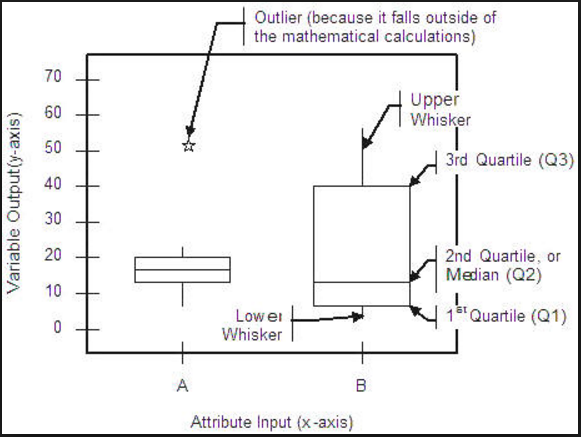 Outlier (because it falls outside of
the mathematical calculations)
Variable Output(y-axis)
70
60
50
40
30
20
10
0
Upper
Whisker
3rd Quartile (Q3)
2nd Quartile, or
Median (Q2)
1st Quartile (Q1)
Lower
Whisker
A
B
Attribute Input (x-axis)